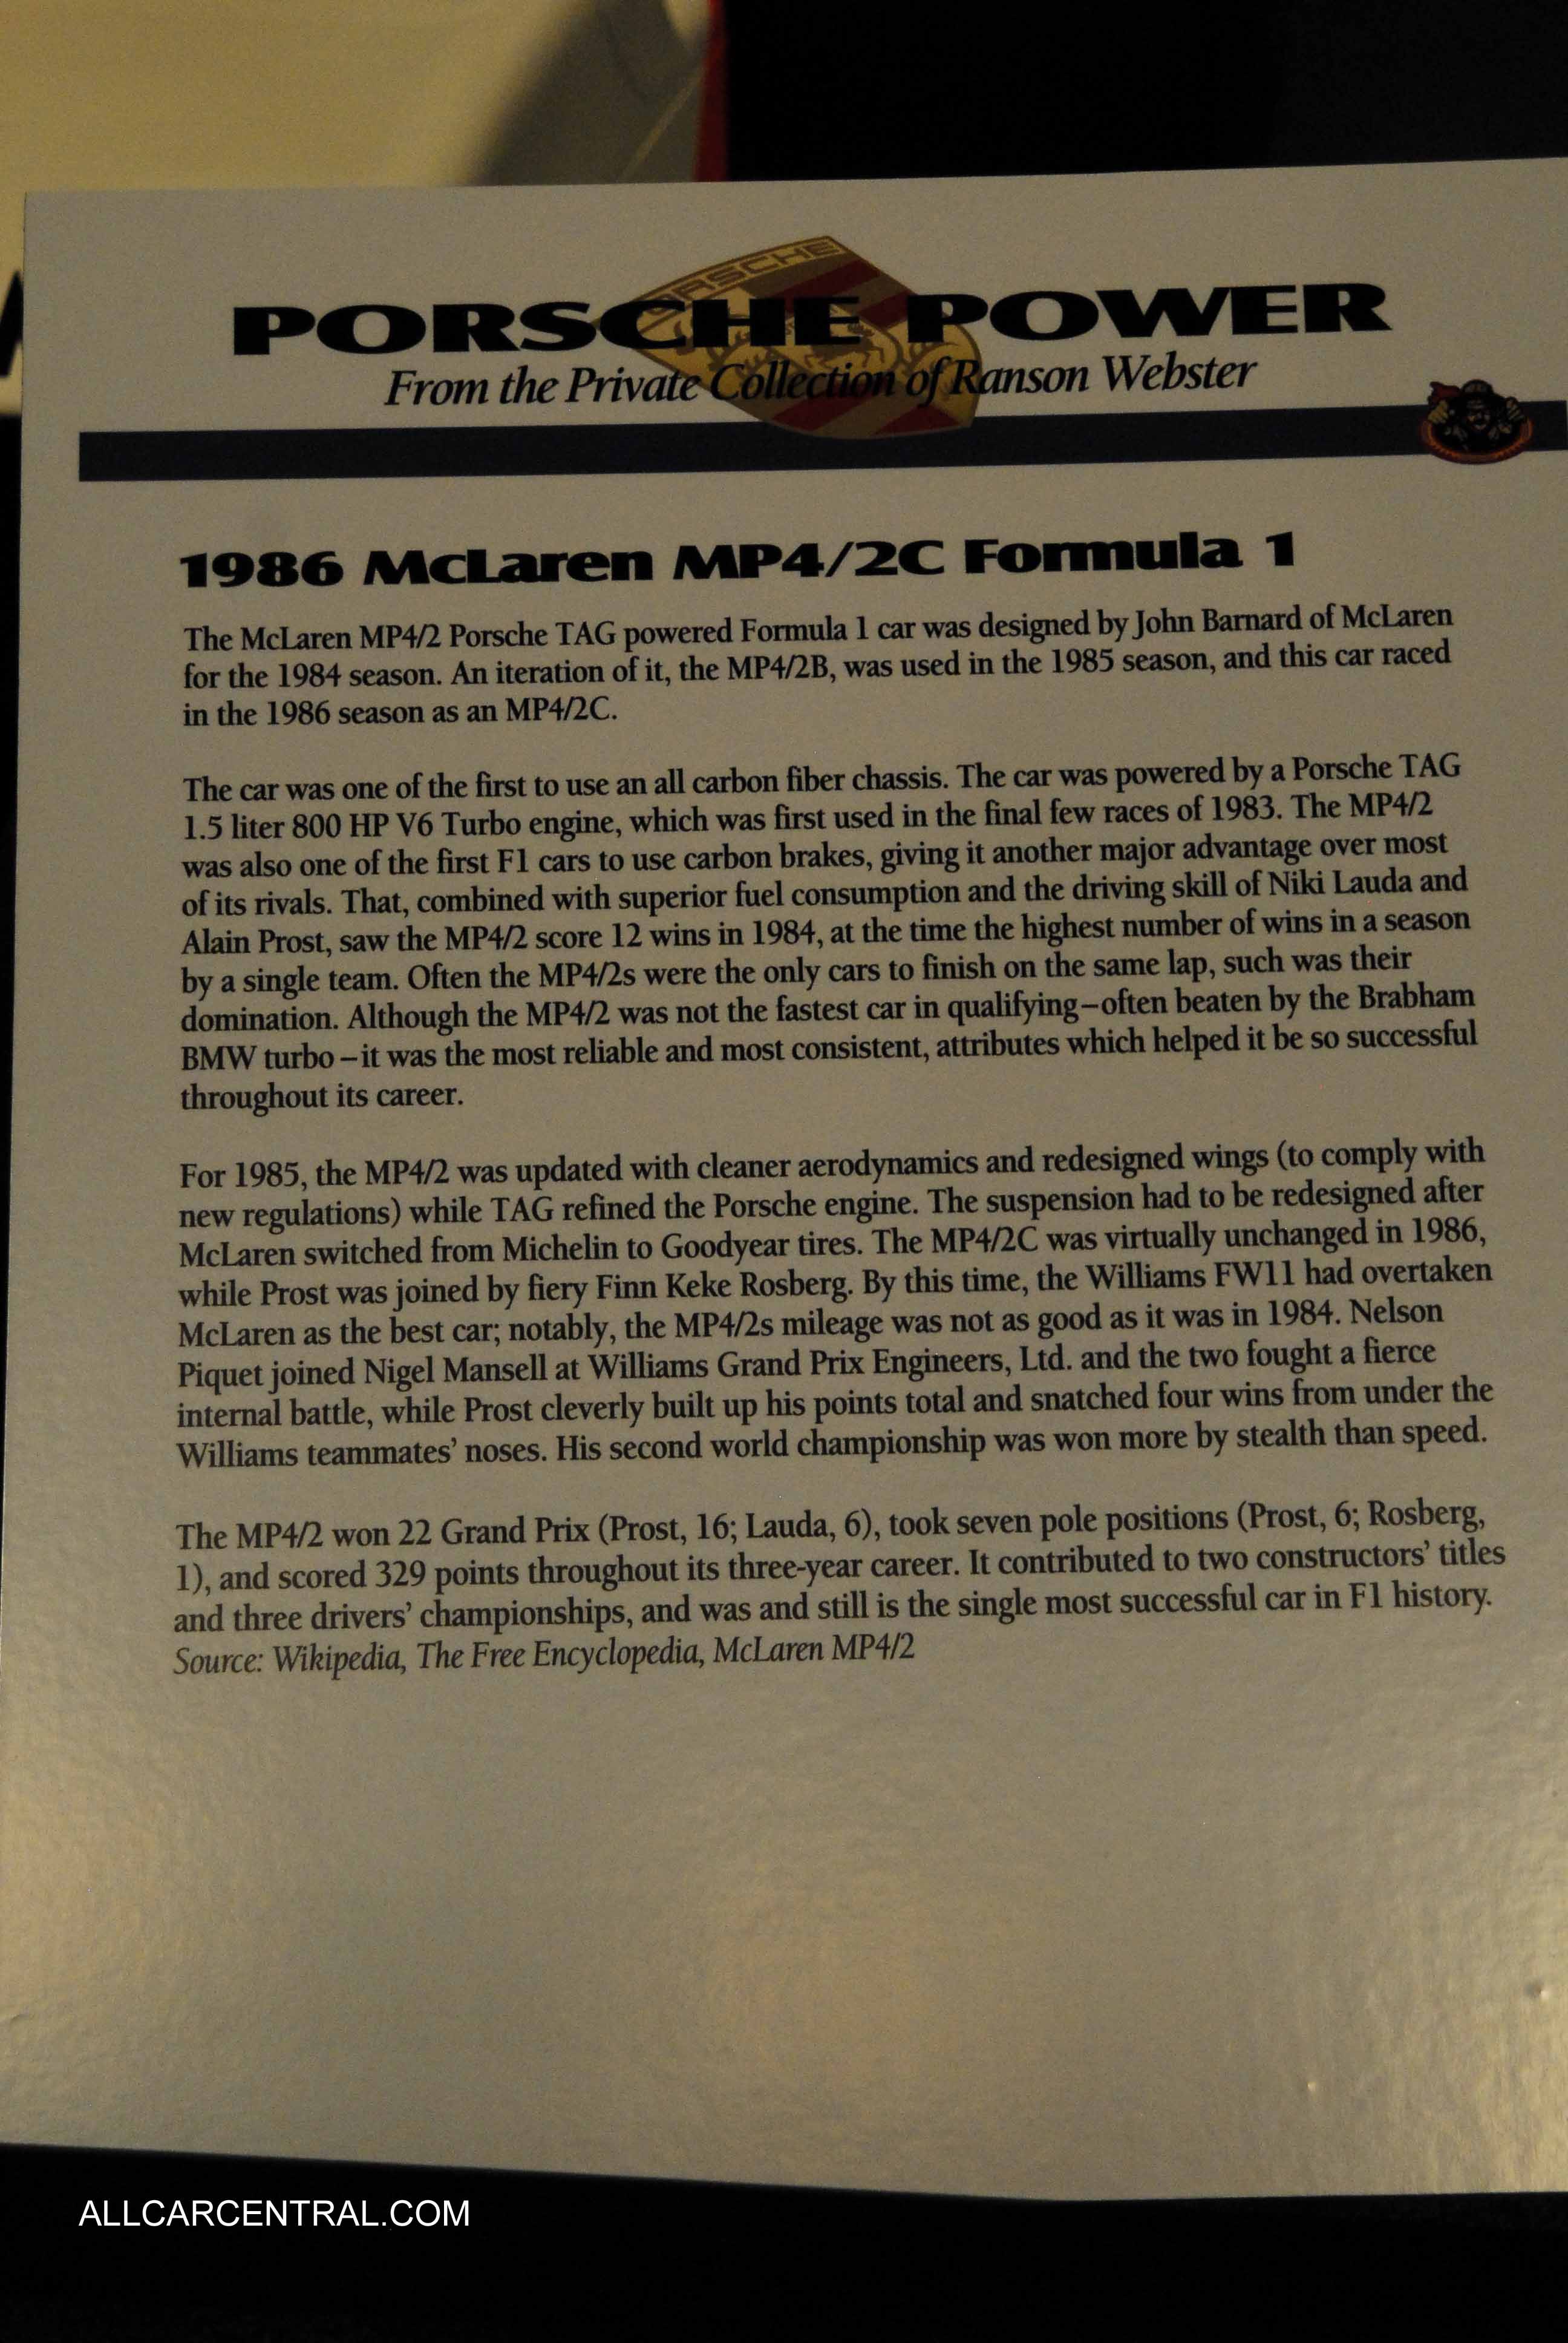 PORSCHE
PORSCHE POWER
From the Private Collection of Ranson Webster
1986 McLaren MP4/2C Formula 1
The McLaren MP4/2 Porsche TAG powered Formula 1 car was designed by John Barnard of McLaren
for the 1984 season. An iteration of it, the MP4/2B, was used in the 1985 season, and this car raced
in the 1986 season as an MP4/2C.
The car was one of the first to use an all carbon fiber chassis. The car was powered by a Porsche TAG
1.5 liter 800 HP V6 Turbo engine, which was first used in the final few races of 1983. The MP4/2
was also one of the first F1 cars to use carbon brakes, giving it another major advantage over most
of its rivals. That, combined with superior fuel consumption and the driving skill of Niki Lauda and
Alain Prost, saw the MP4/2 score 12 wins in 1984, at the time the highest number of wins in a season
by a single team. Often the MP4/2s were the only cars to finish on the same lap, such was their
domination. Although the MP4/2 was not the fastest car in qualifying–often beaten by the Brabham
BMW turbo –it was the most reliable and most consistent, attributes which helped it be so successful
throughout its career.
For 1985, the MP4/2 was updated with cleaner aerodynamics and redesigned wings (to comply with
new regulations) while TAG refined the Porsche engine. The suspension had to be redesigned after
McLaren switched from Michelin to Goodyear tires. The MP4/2C was virtually unchanged in 1986,
while Prost was joined by fiery Finn Keke Rosberg. By this time, the Williams FW11 had overtaken
McLaren as the best car; notably, the MP4/2s mileage was not as good as it was in 1984. Nelson
Piquet joined Nigel Mansell at Williams Grand Prix Engineers, Ltd. and the two fought a fierce
internal battle, while Prost cleverly built up his points total and snatched four wins from under the
Williams teammates’ noses. His second world championship was won more by stealth than speed.
The MP4/2 won 22 Grand Prix (Prost, 16; Lauda, 6), took seven pole positions (Prost, 6; Rosberg,
1), and scored 329 points throughout its three-year career. It contributed to two constructors’ titles
and three drivers’ championships, and was and still is the single most successful car in F1 history.
Source: Wikipedia, The Free Encyclopedia, McLaren MP4/2
ALLCARCENTRAL.COM